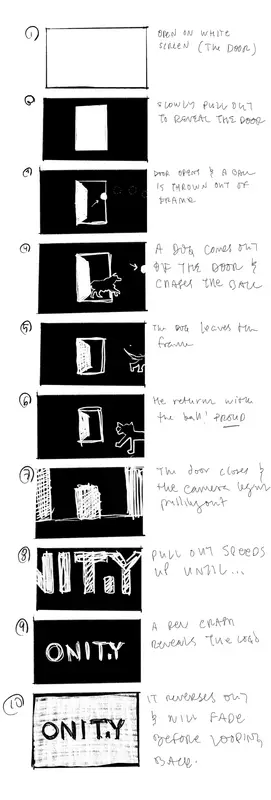 1
OPEN ON WHITE
SCREEN (THE DOOR)
2
SLOWLY PULL OUT
TO REVEAL THE DOOR
3
DOOR OPENS & A BALL
IS THROWN OUT OF
FRAME
4
A DOG COMES OUT
OF THE DOOR &
CHASES THE BALL
5
The DOG leaves the
frame
6
He returns with
the ball! PROUD
7
The door closes &
the camera begins
pulling out
8
NIT.Y
PULL OUT SPEEDS
UP UNTIL...
9
ONIT.Y
A
REVEALS THE LOGO
10
ONIT.Y
IT REVERSES OUT
& WILL FADE
BEFORE LOOPING
BACK.